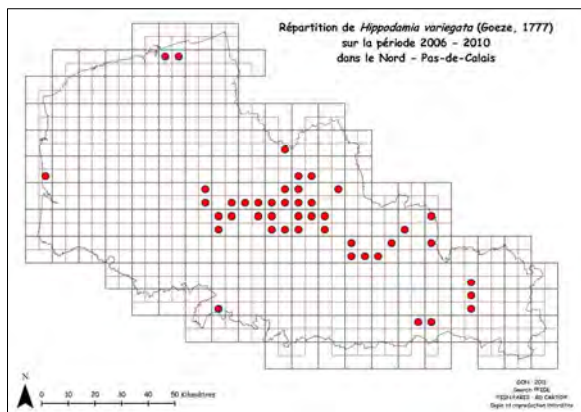 Répartition de Hippodamia variegata (Goeze, 1777)
sur la période 2006 - 2010
dans le Nord - Pas-de-Calais
N
0 10 20 30 40 50 Kilomètres
GON - 2011